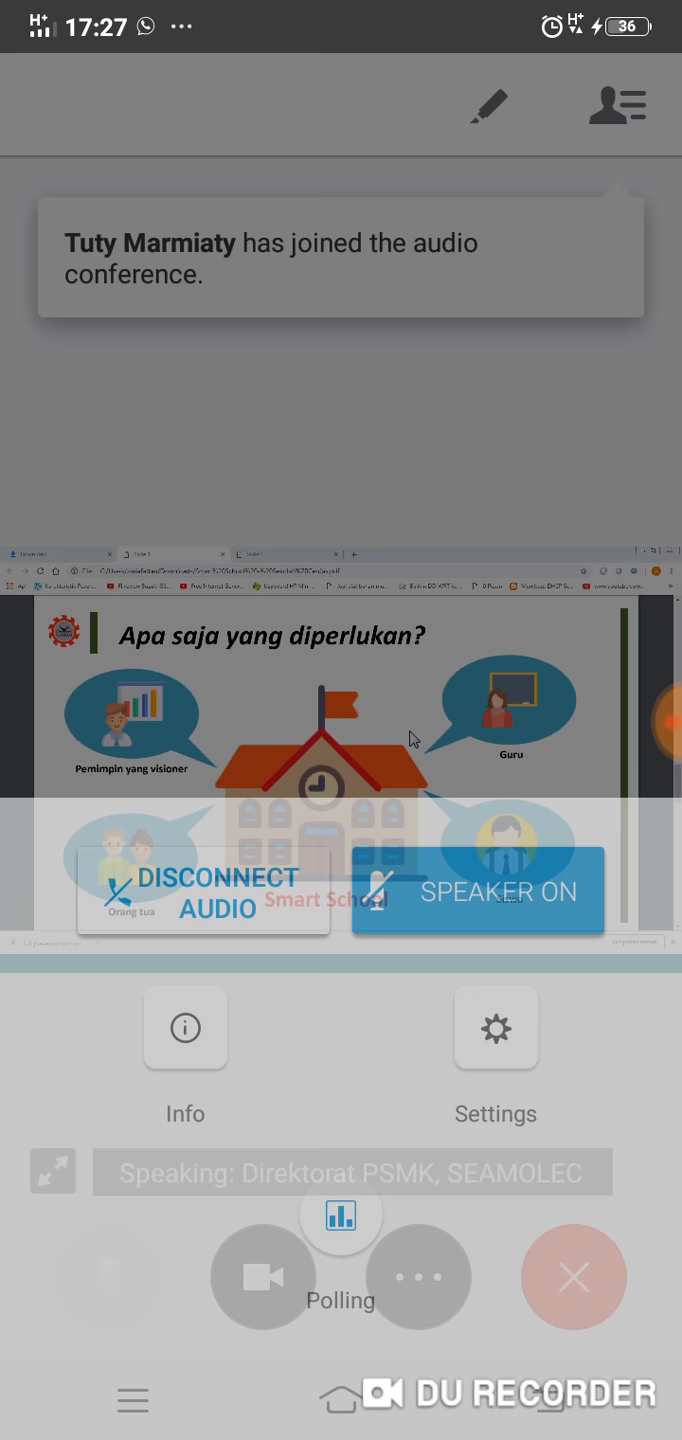 17:27
36
Tuty Marmiaty has joined the audio
conference.
Apa saja yang diperlukan?
Pemimpin yang visioner
Guru
DISCONNECT
AUDIO
SPEAKER ON
Orang tua
Smart School
Info
Settings
Speaking: Direktorat PSMK, SEAMOLEC
Polling
DU RECORDER